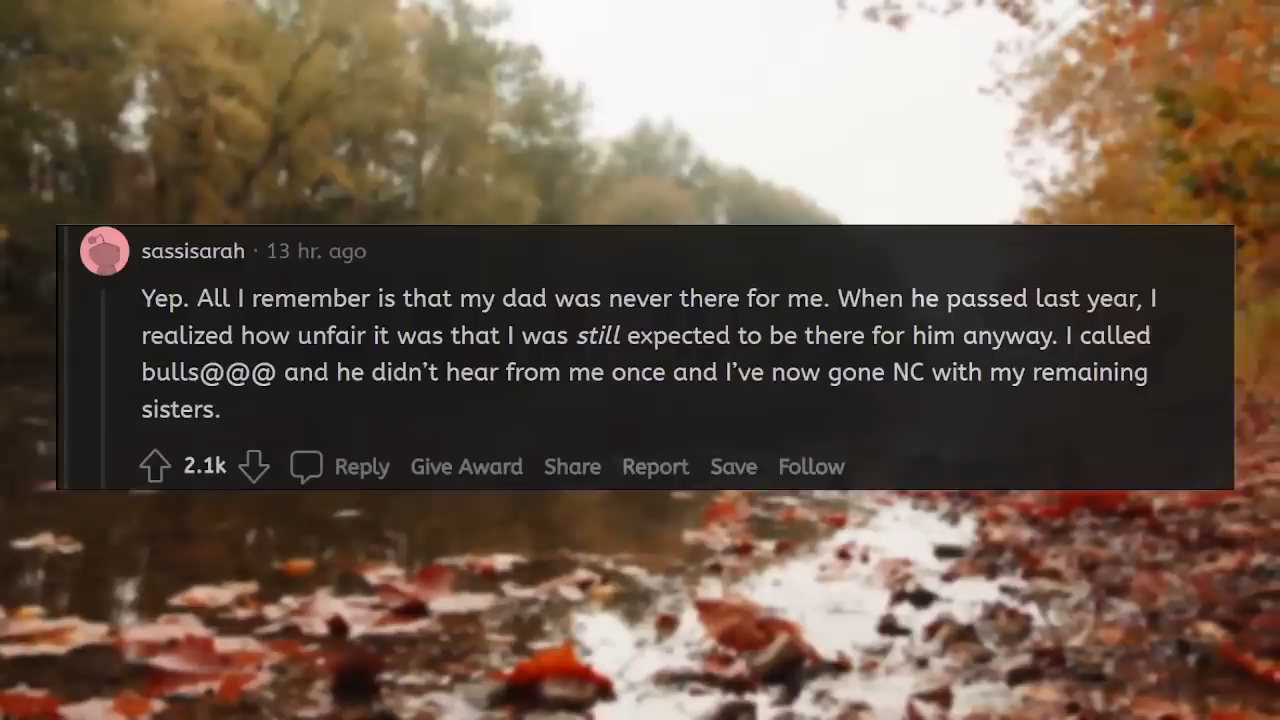 sassisarah · 13 hr. ago
Yep. All I remember is that my dad was never there for me. When he passed last year, I
realized how unfair it was that I was still expected to be there for him anyway. I called
bulls@@@ and he didn’t hear from me once and I’ve now gone NC with my remaining
sisters.
2.1k Reply Give Award Share Report Save Follow